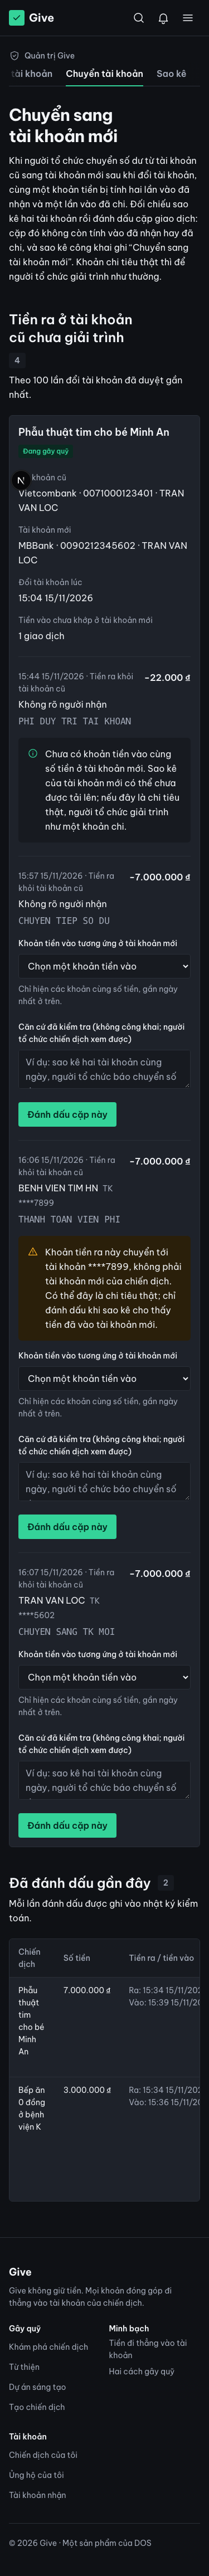 Give
Quản trị Give
tài khoản Chuyển tài khoản Sao kê
Chuyển sang
tài khoản mới
Khi người tổ chức chuyển số dư từ tài khoản
cũ sang tài khoản mới sau khi đổi tài khoản,
cùng một khoản tiền bị tính hai lần vào đã
nhận và một lần vào đã chi. Đối chiếu sao
kê hai tài khoản rồi đánh dấu cặp giao dịch:
cặp đó không còn tính vào đã nhận hay đã
chi, và sao kê công khai ghi "Chuyển sang
tài khoản mới". Khoản chi tiêu thật thì để
người tổ chức giải trình như thường.
Tiền ra ở tài khoản
cũ chưa giải trình
4
Theo 100 lần đổi tài khoản đã duyệt gần
nhất.
Phẫu thuật tim cho bé Minh An
Đang gây quỹ
khoản cũ
Vietcombank · 0071000123401 · TRAN
VAN LOC
Tài khoản mới
MBBank · 0090212345602 · TRAN VAN
LOC
Đổi tài khoản lúc
15:04 15/11/2026
Tiền vào chưa khớp ở tài khoản mới
1 giao dịch
15:44 15/11/2026 · Tiền ra khỏi
tài khoản cũ
-22.000 ₫
Không rõ người nhận
PHI DUY TRI TAI KHOAN
Chưa có khoản tiền vào cùng
số tiền ở tài khoản mới. Sao kê
của tài khoản mới có thể chưa
được tải lên; nếu đây là chi tiêu
thật, người tổ chức giải trình
như một khoản chi.
15:57 15/11/2026 · Tiền ra
khỏi tài khoản cũ
-7.000.000 ₫
Không rõ người nhận
CHUYEN TIEP SO DU
Khoản tiền vào tương ứng ở tài khoản mới
Chọn một khoản tiền vào
Chỉ hiện các khoản cùng số tiền, gần ngày
nhất ở trên.
Căn cứ đã kiểm tra (không công khai; người
tổ chức chiến dịch xem được)
Ví dụ: sao kê hai tài khoản cùng
ngày, người tổ chức báo chuyển số
Đánh dấu cặp này
16:06 15/11/2026 · Tiền ra
khỏi tài khoản cũ
-7.000.000 ₫
BENH VIEN TIM HN TK
****7899
THANH TOAN VIEN PHI
Khoản tiền ra này chuyển tới
tài khoản ****7899, không phải
tài khoản mới của chiến dịch.
Có thể đây là chi tiêu thật; chỉ
đánh dấu khi sao kê cho thấy
tiền đã vào tài khoản mới.
Khoản tiền vào tương ứng ở tài khoản mới
Chọn một khoản tiền vào
Chỉ hiện các khoản cùng số tiền, gần ngày
nhất ở trên.
Căn cứ đã kiểm tra (không công khai; người
tổ chức chiến dịch xem được)
Ví dụ: sao kê hai tài khoản cùng
ngày, người tổ chức báo chuyển số
Đánh dấu cặp này
16:07 15/11/2026 · Tiền ra
khỏi tài khoản cũ
-7.000.000 ₫
TRAN VAN LOC TK
****5602
CHUYEN SANG TK MOI
Khoản tiền vào tương ứng ở tài khoản mới
Chọn một khoản tiền vào
Chỉ hiện các khoản cùng số tiền, gần ngày
nhất ở trên.
Căn cứ đã kiểm tra (không công khai; người
tổ chức chiến dịch xem được)
Ví dụ: sao kê hai tài khoản cùng
ngày, người tổ chức báo chuyển số
Đánh dấu cặp này
Đã đánh dấu gần đây 2
Mỗi lần đánh dấu được ghi vào nhật ký kiểm
toán.
Chiến
dịch
Số tiền
Tiền ra / tiền vào
Phẫu
thuật
tim
cho bé
Minh
An
7.000.000 ₫
Ra: 15:34 15/11/202
Vào: 15:39 15/11/20
Bếp ăn
0 đồng
ở bệnh
viện K
3.000.000 ₫
Ra: 15:34 15/11/202
Vào: 15:36 15/11/20
Give
Give không giữ tiền. Mọi khoản đóng góp đi
thẳng vào tài khoản của chiến dịch.
Gây quỹ
Khám phá chiến dịch
Từ thiện
Dự án sáng tạo
Tạo chiến dịch
Minh bạch
Tiền đi thẳng vào tài
khoản
Hai cách gây quỹ
Tài khoản
Chiến dịch của tôi
Ủng hộ của tôi
Tài khoản nhận
© 2026 Give · Một sản phẩm của DOS